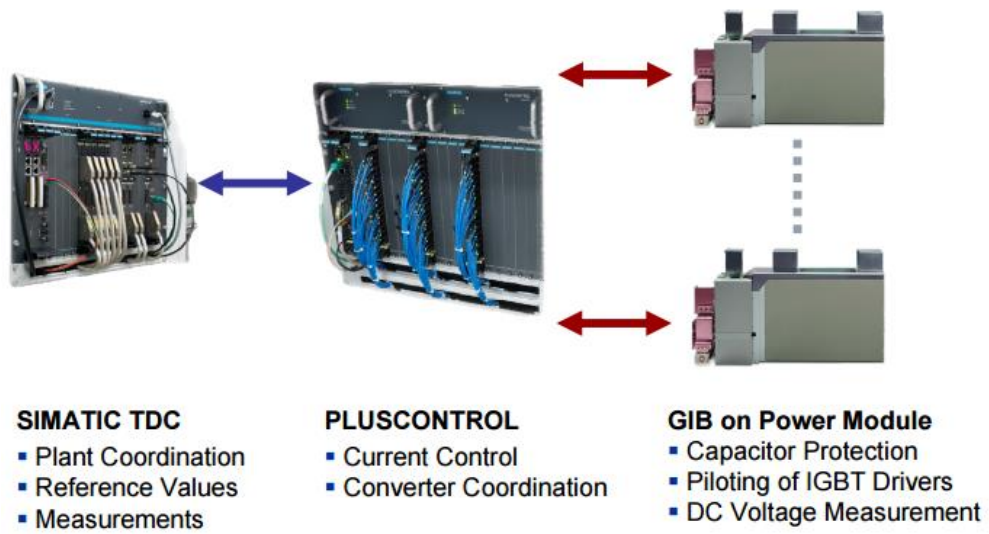 SIMATIC TDC
▪ Plant Coordination
▪ Reference Values
▪ Measurements
PLUSCONTROL
▪ Current Control
▪ Converter Coordination
GIB on Power Module
▪ Capacitor Protection
▪ Piloting of IGBT Drivers
▪ DC Voltage Measurement